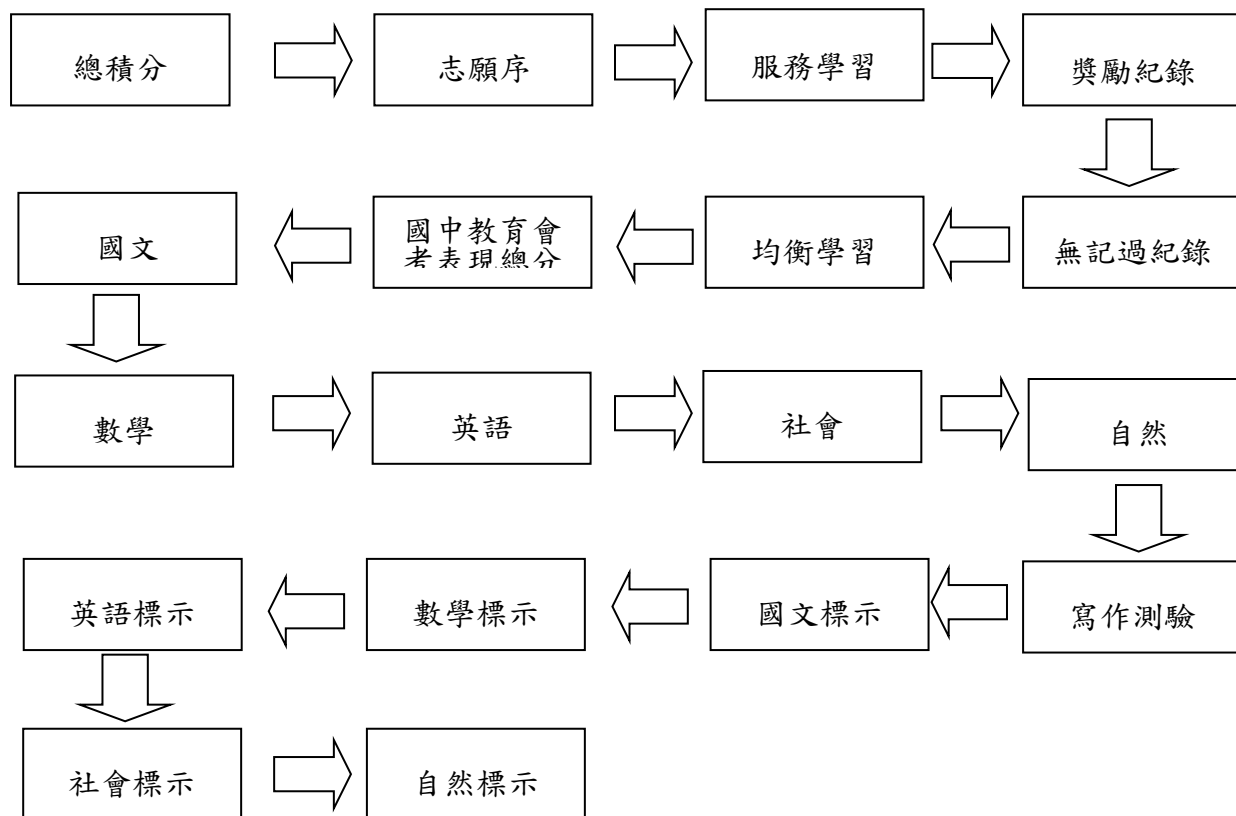 總積分
志願序
服務學習
獎勵紀錄
無記過紀錄
均衡學習
國中教育會
考表現總分
國文
數學
英語
社會
自然
寫作測驗
國文標示
數學標示
英語標示
社會標示
自然標示